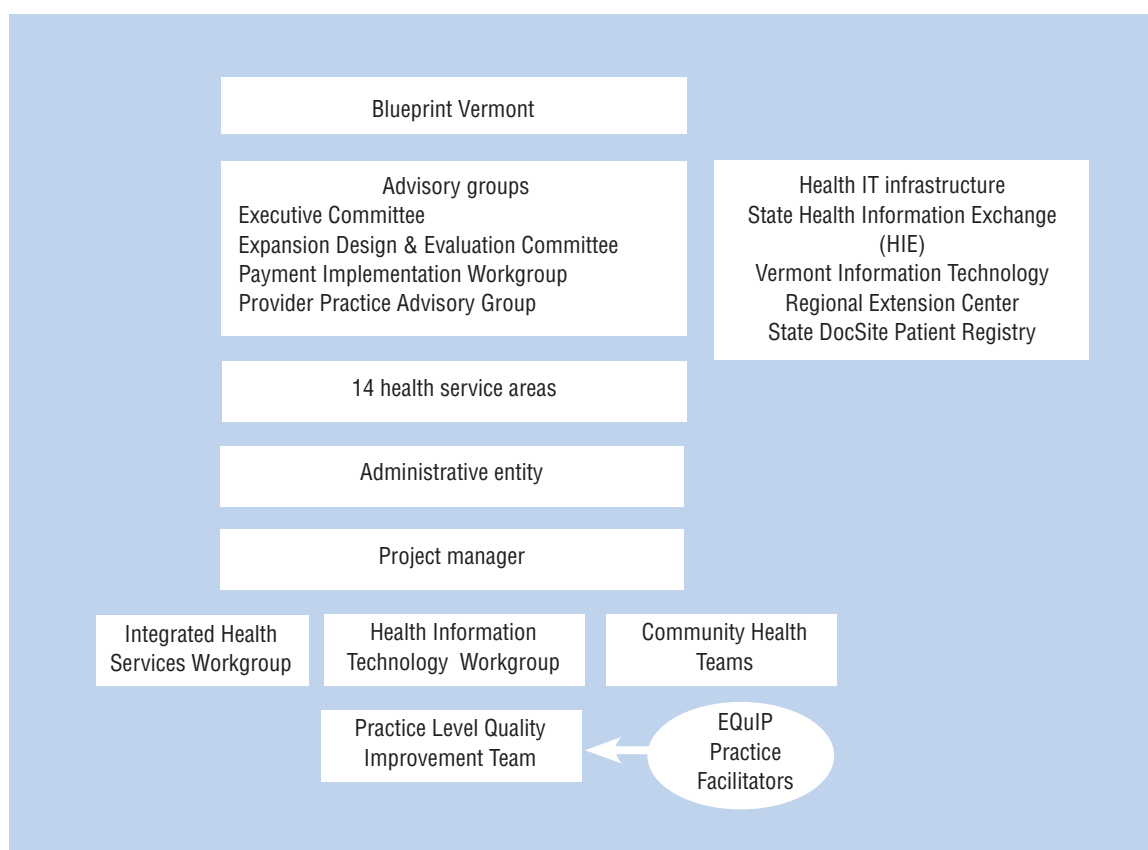 Blueprint Vermont
Advisory groups
Executive Committee
Expansion Design & Evaluation Committee
Payment Implementation Workgroup
Provider Practice Advisory Group
Health IT infrastructure
State Health Information Exchange
(HIE)
Vermont Information Technology
Regional Extension Center
State DocSite Patient Registry
14 health service areas
Administrative entity
Project manager
Integrated Health
Services Workgroup
Health Information
Technology Workgroup
Community Health
Teams
Practice Level Quality
Improvement Team
EQuIP
Practice
Facilitators